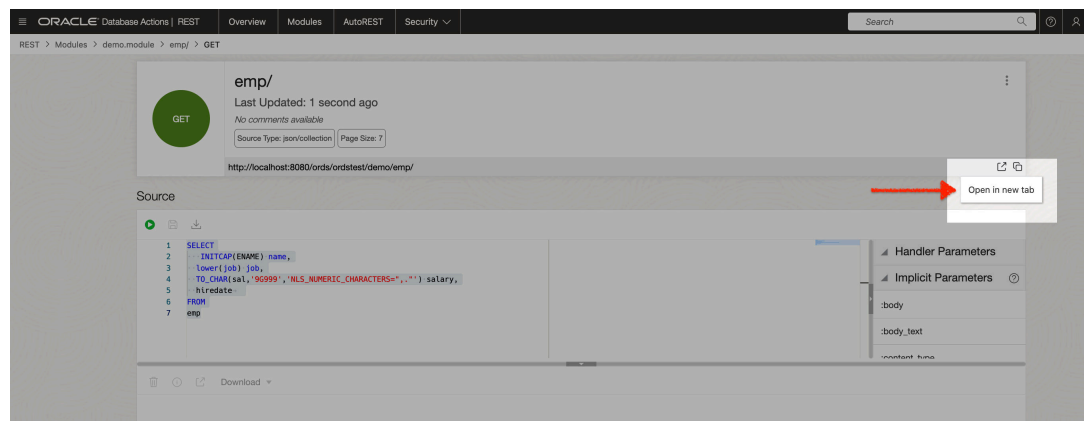 ORACLE Database Actions | REST Overview Modules AutoREST Security Search
REST > Modules > demo.module > emp/ > GET
GET
emp/
Last Updated: 1 second ago
No comments available
Source Type: json/collection Page Size: 7
http://localhost:8080/ords/ordstest/demo/emp/
Open in new tab
Source
1 SELECT
2 INITCAP(ENAME) name,
3 lower(job) job,
4 TO_CHAR(sal,'9G999','NLS_NUMERIC_CHARACTERS=",."') salary,
5 hiredate
6 FROM
7 emp
Handler Parameters
Implicit Parameters
:body
:body_text
:content_type
Download